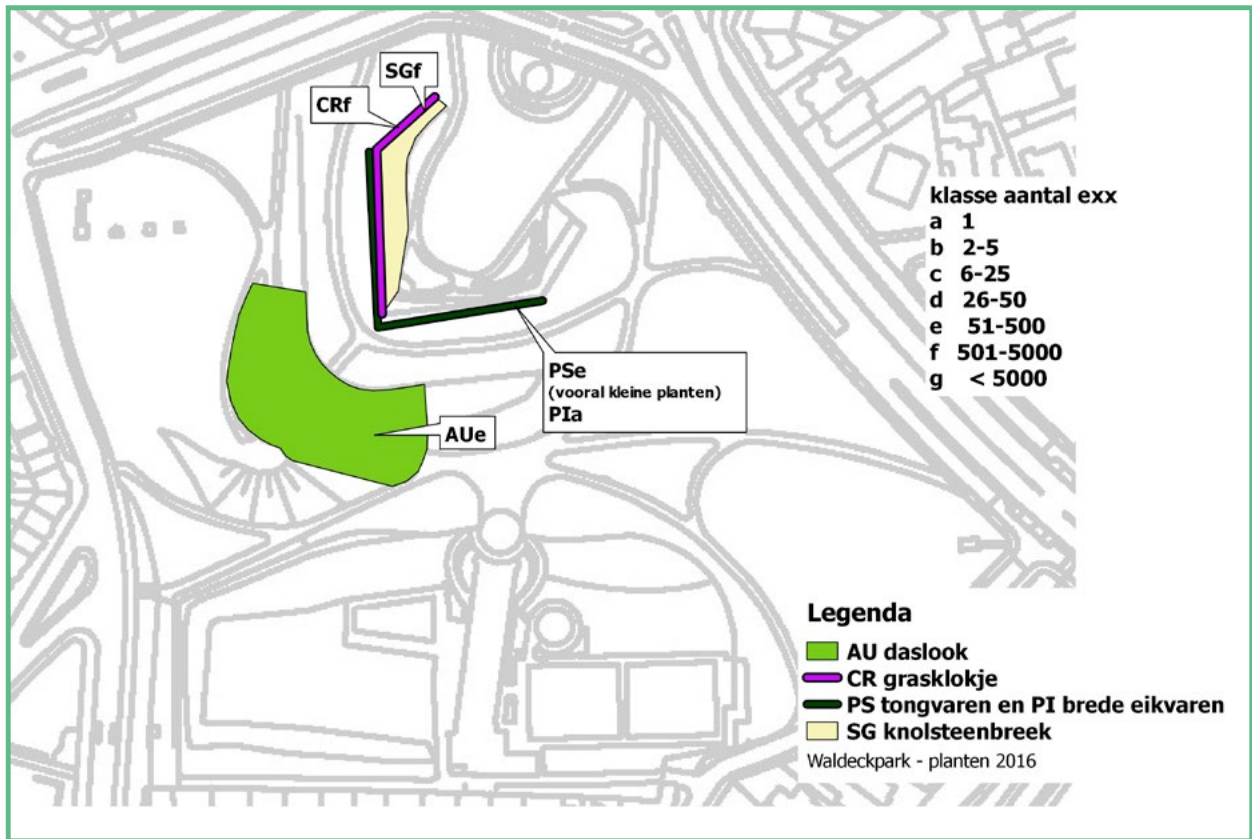 SGf
CRf
klasse aantal exx
a 1
b 2-5
c 6-25
d 26-50
e 51-500
f 501-5000
g < 5000
PSe
(vooral kleine planten)
PIa
AUe
Legenda
AU daslook
CR grasklokje
PS tongvaren en PI brede eikvaren
SG knolsteenbreek
Waldeckpark - planten 2016